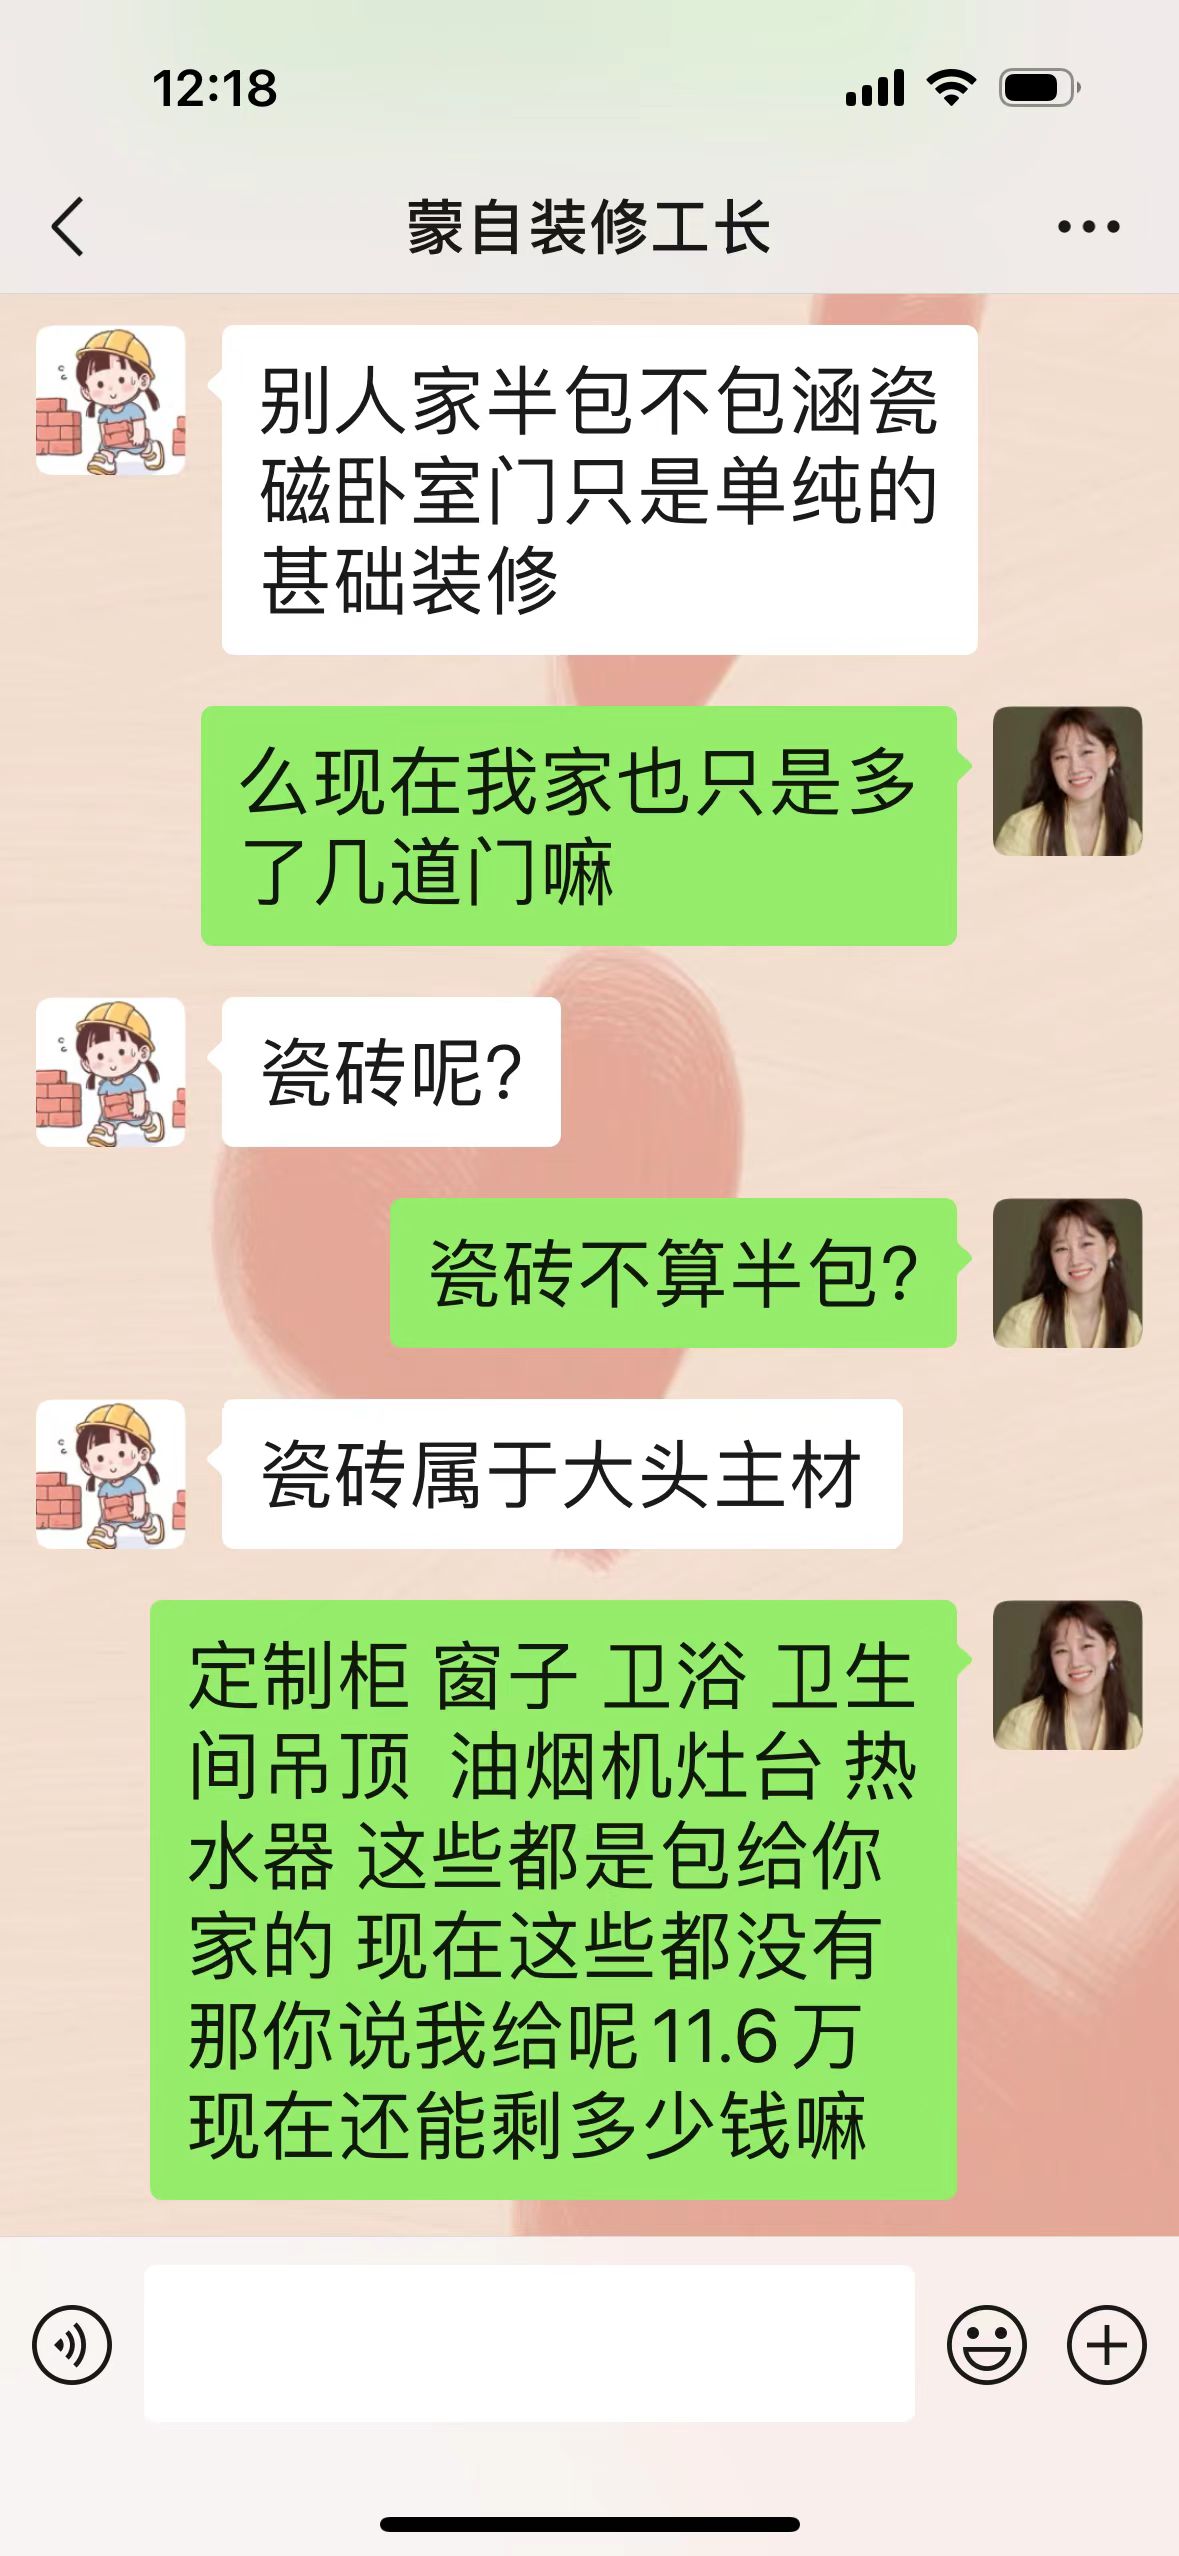 12:18
蒙自装修工长
别人家半包不包涵瓷
磁卧室门只是单纯的
甚础装修
么现在我家也只是多
了几道门嘛
瓷砖呢?
瓷砖不算半包?
瓷砖属于大头主材
定制柜 窗子 卫浴 卫生
间吊顶 油烟机灶台 热
水器 这些都是包给你
家的 现在这些都没有
那你说我给呢11.6万
现在还能剩多少钱嘛